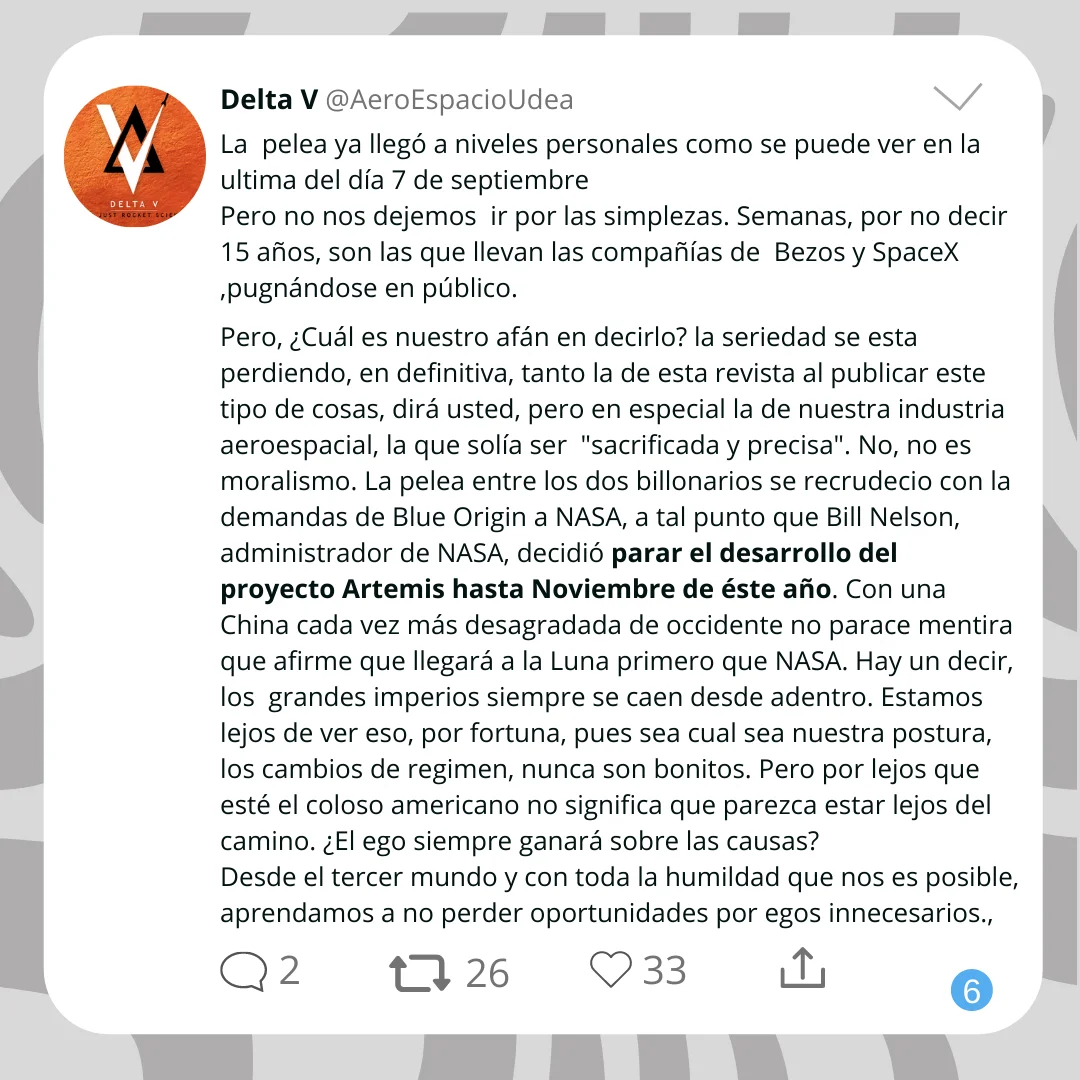 Delta V @AeroEspacioUdea
La  pelea ya llegó a niveles personales como se puede ver en la
ultima del día 7 de septiembre
Pero no nos dejemos  ir por las simplezas. Semanas, por no decir
15 años, son las que llevan las compañías de  Bezos y SpaceX
,pugnándose en público.
Pero, ¿Cuál es nuestro afán en decirlo? la seriedad se esta
perdiendo, en definitiva, tanto la de esta revista al publicar este
tipo de cosas, dirá usted, pero en especial la de nuestra industria
aeroespacial, la que solía ser  "sacrificada y precisa". No, no es
moralismo. La pelea entre los dos billonarios se recrudecio con la
demandas de Blue Origin a NASA, a tal punto que Bill Nelson,
administrador de NASA, decidió parar el desarrollo del
proyecto Artemis hasta Noviembre de éste año. Con una
China cada vez más desagradada de occidente no parace mentira
que afirme que llegará a la Luna primero que NASA. Hay un decir,
los  grandes imperios siempre se caen desde adentro. Estamos
lejos de ver eso, por fortuna, pues sea cual sea nuestra postura,
los cambios de regimen, nunca son bonitos. Pero por lejos que
esté el coloso americano no significa que parezca estar lejos del
camino. ¿El ego siempre ganará sobre las causas?
Desde el tercer mundo y con toda la humildad que nos es posible,
aprendamos a no perder oportunidades por egos innecesarios.,
DELTA V
JUST ROCKET SCIE
2 26 33
6